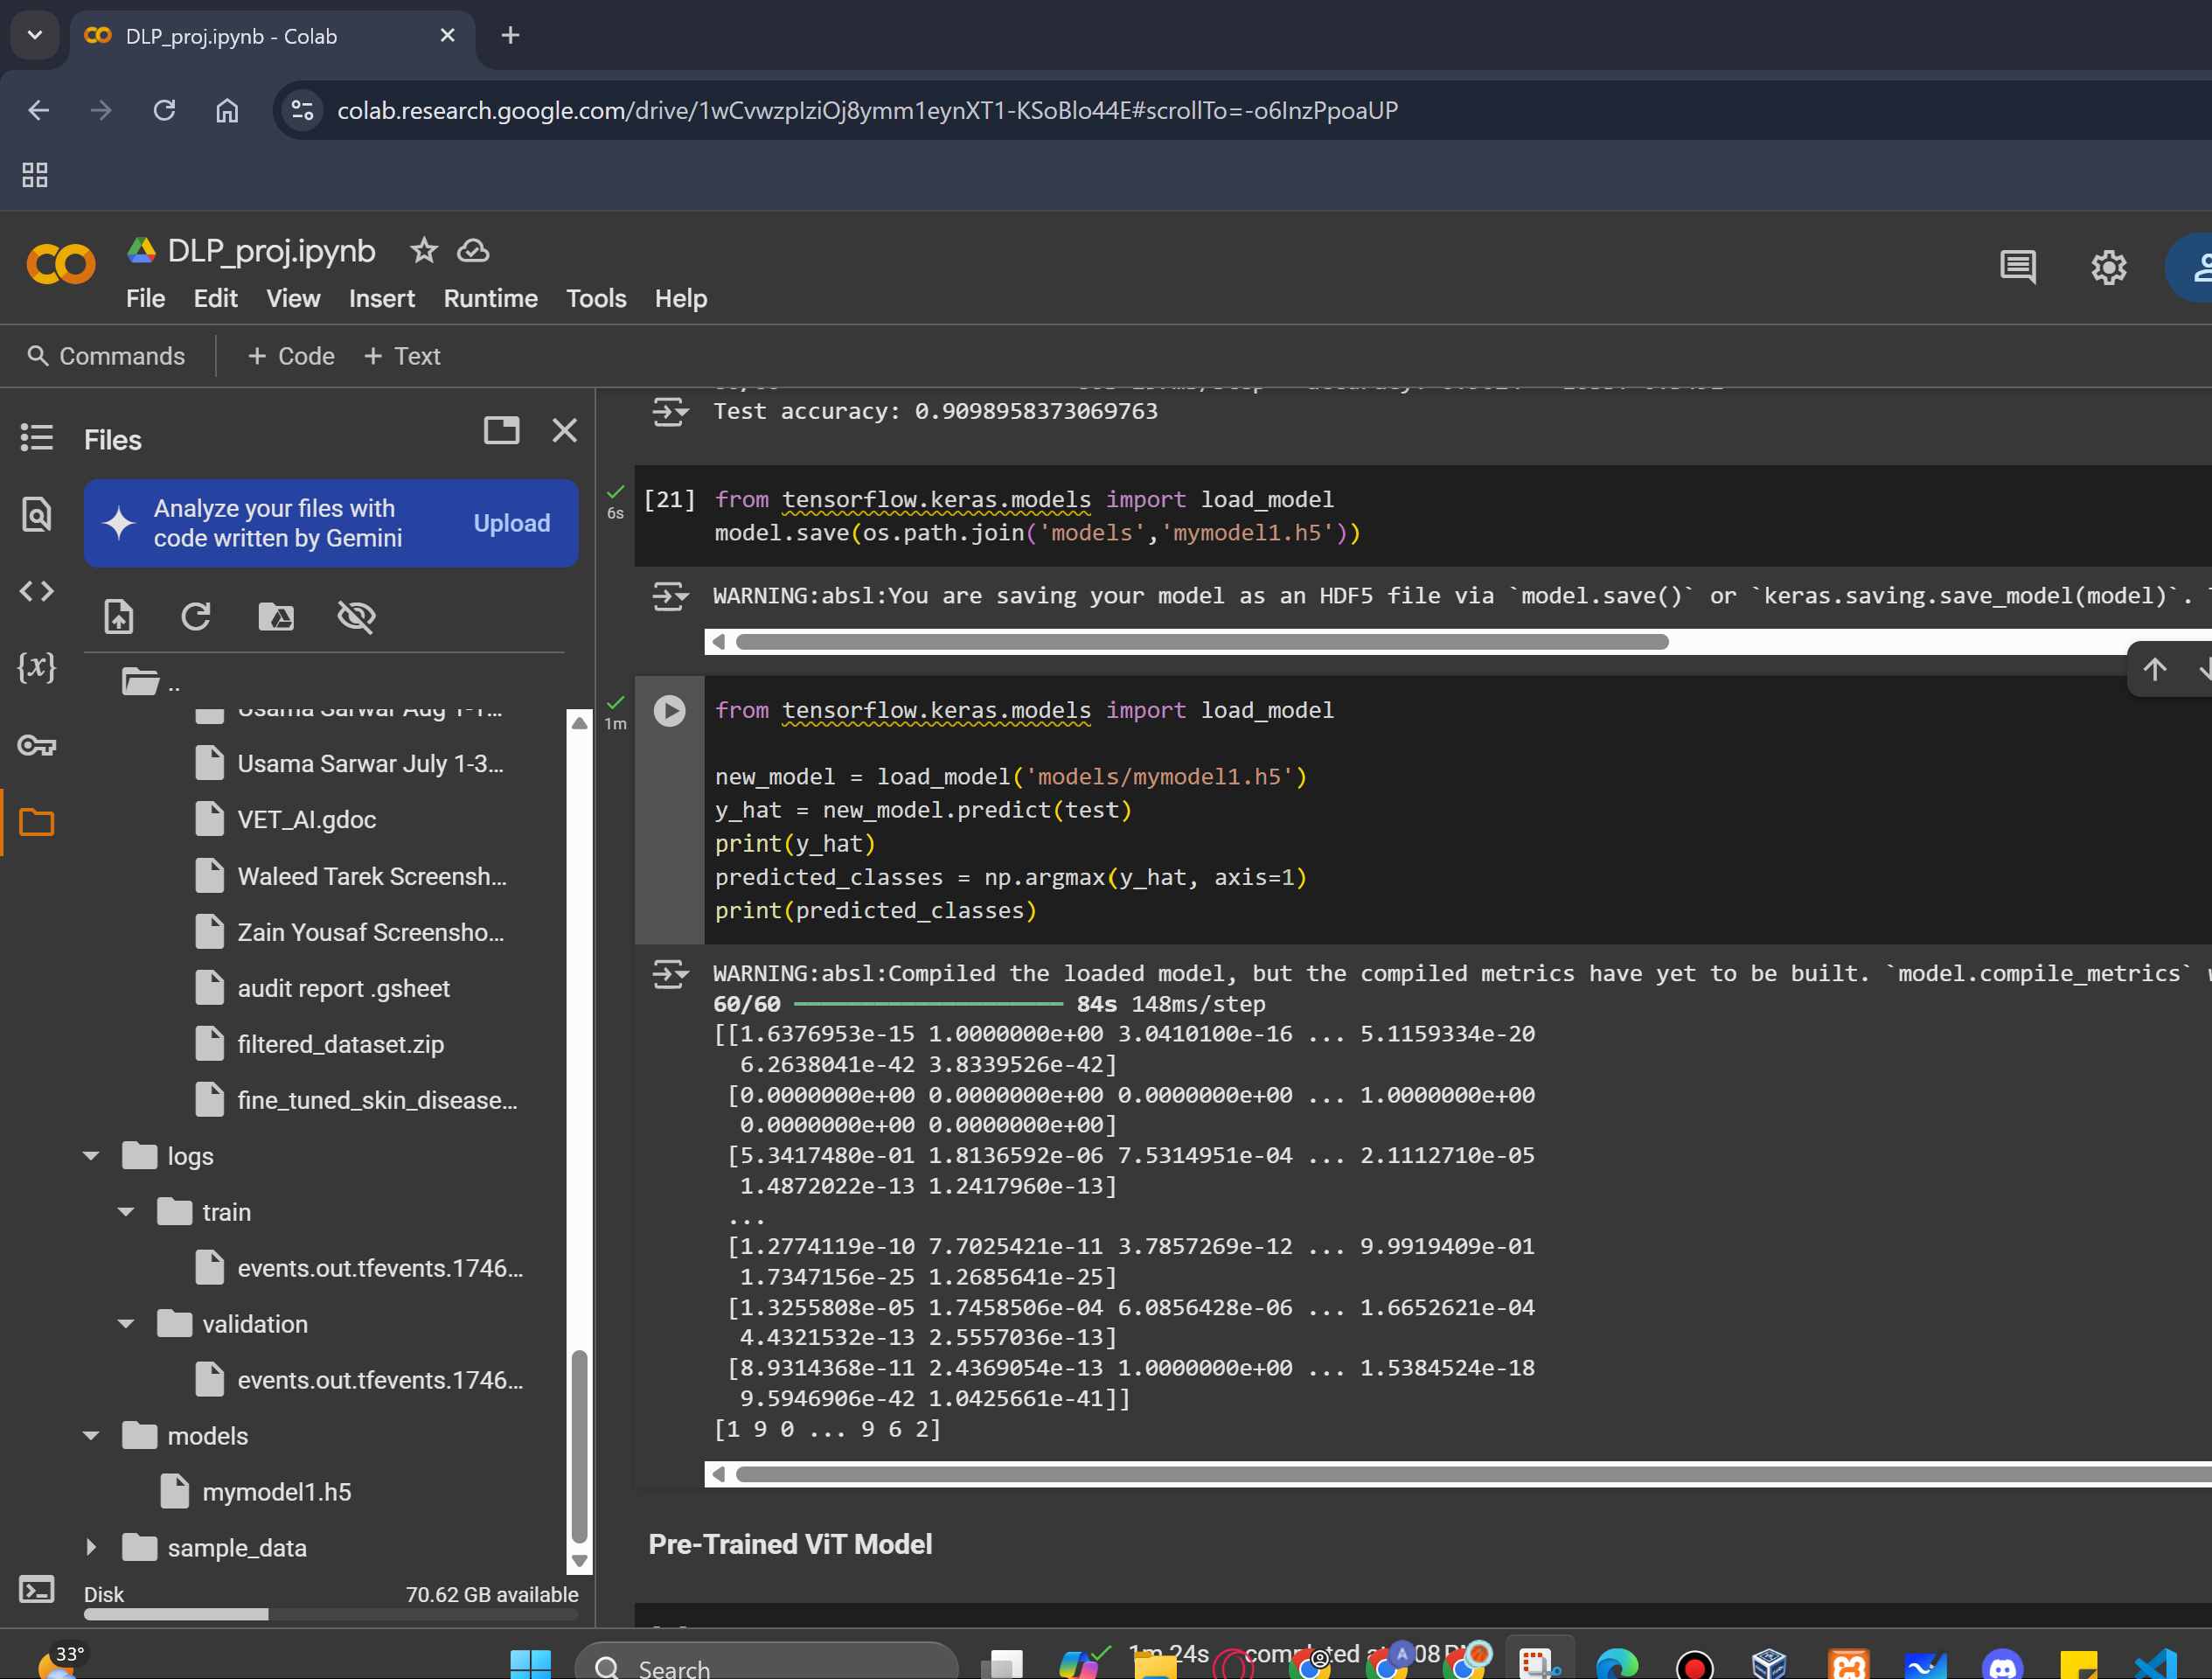 DLP_proj.ipynb - Colab
colab.research.google.com/drive/1wCvwzpIziOj8ymm1eynXT1-KSoBlo44E#scrollTo=-o6InzPpoaUP
DLP_proj.ipynb
File Edit View Insert Runtime Tools Help
Commands + Code + Text
Files
Analyze your files with
code written by Gemini
Upload
..
Usama Sarwar Aug 1-1...
Usama Sarwar July 1-3...
VET_AI.gdoc
Waleed Tarek Screensh...
Zain Yousaf Screensho...
audit report .gsheet
filtered_dataset.zip
fine_tuned_skin_disease...
logs
train
events.out.tfevents.1746...
validation
events.out.tfevents.1746...
models
mymodel1.h5
sample_data
Disk 70.62 GB available
Test accuracy: 0.9098958373069763
6s
[21] from tensorflow.keras.models import load_model
model.save(os.path.join('models','mymodel1.h5'))
WARNING:absl:You are saving your model as an HDF5 file via `model.save()` or `keras.saving.save_model(model)`.
1m
from tensorflow.keras.models import load_model
new_model = load_model('models/mymodel1.h5')
y_hat = new_model.predict(test)
print(y_hat)
predicted_classes = np.argmax(y_hat, axis=1)
print(predicted_classes)
WARNING:absl:Compiled the loaded model, but the compiled metrics have yet to be built. `model.compile_metrics`
60/60 84s 148ms/step
[[1.6376953e-15 1.0000000e+00 3.0410100e-16 ... 5.1159334e-20
6.2638041e-42 3.8339526e-42]
[0.0000000e+00 0.0000000e+00 0.0000000e+00 ... 1.0000000e+00
0.0000000e+00 0.0000000e+00]
[5.3417480e-01 1.8136592e-06 7.5314951e-04 ... 2.1112710e-05
1.4872022e-13 1.2417960e-13]
...
[1.2774119e-10 7.7025421e-11 3.7857269e-12 ... 9.9919409e-01
1.7347156e-25 1.2685641e-25]
[1.3255808e-05 1.7458506e-04 6.0856428e-06 ... 1.6652621e-04
4.4321532e-13 2.5557036e-13]
[8.9314368e-11 2.4369054e-13 1.0000000e+00 ... 1.5384524e-18
9.5946906e-42 1.0425661e-41]]
[1 9 0 ... 9 6 2]
Pre-Trained ViT Model
1m 24s
33°
Search